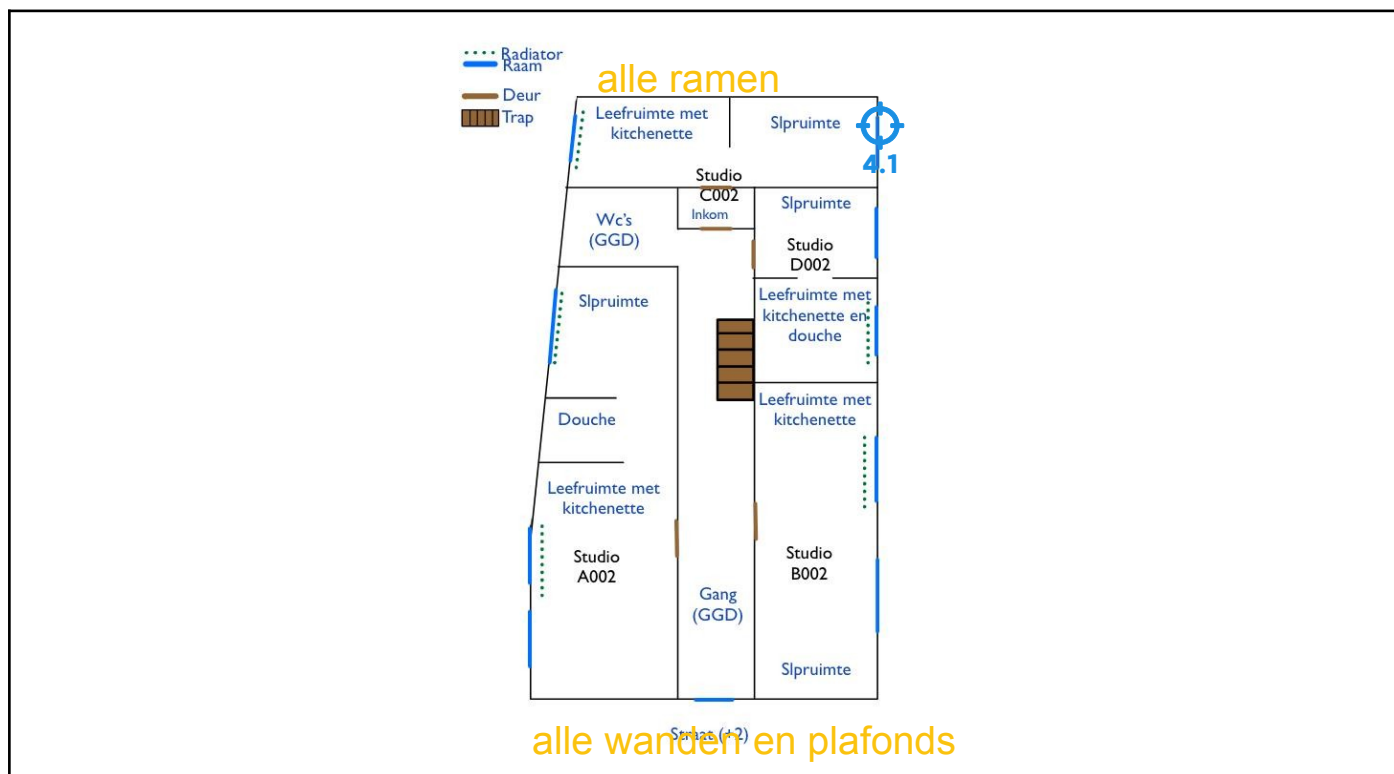 Radiator
Raam
Deur
Trap
alle ramen
Leefruimte met
kitchenette
Slpruimte
4.1
Studio
C002
Inkom
Wc's
(GGD)
Slpruimte
Studio
D002
Leefruimte met
kitchenette en
douche
Slpruimte
Leefruimte met
kitchenette
Douche
Leefruimte met
kitchenette
Studio
A002
Studio
B002
Gang
(GGD)
Slpruimte
Straat (+2)
alle wanden en plafonds